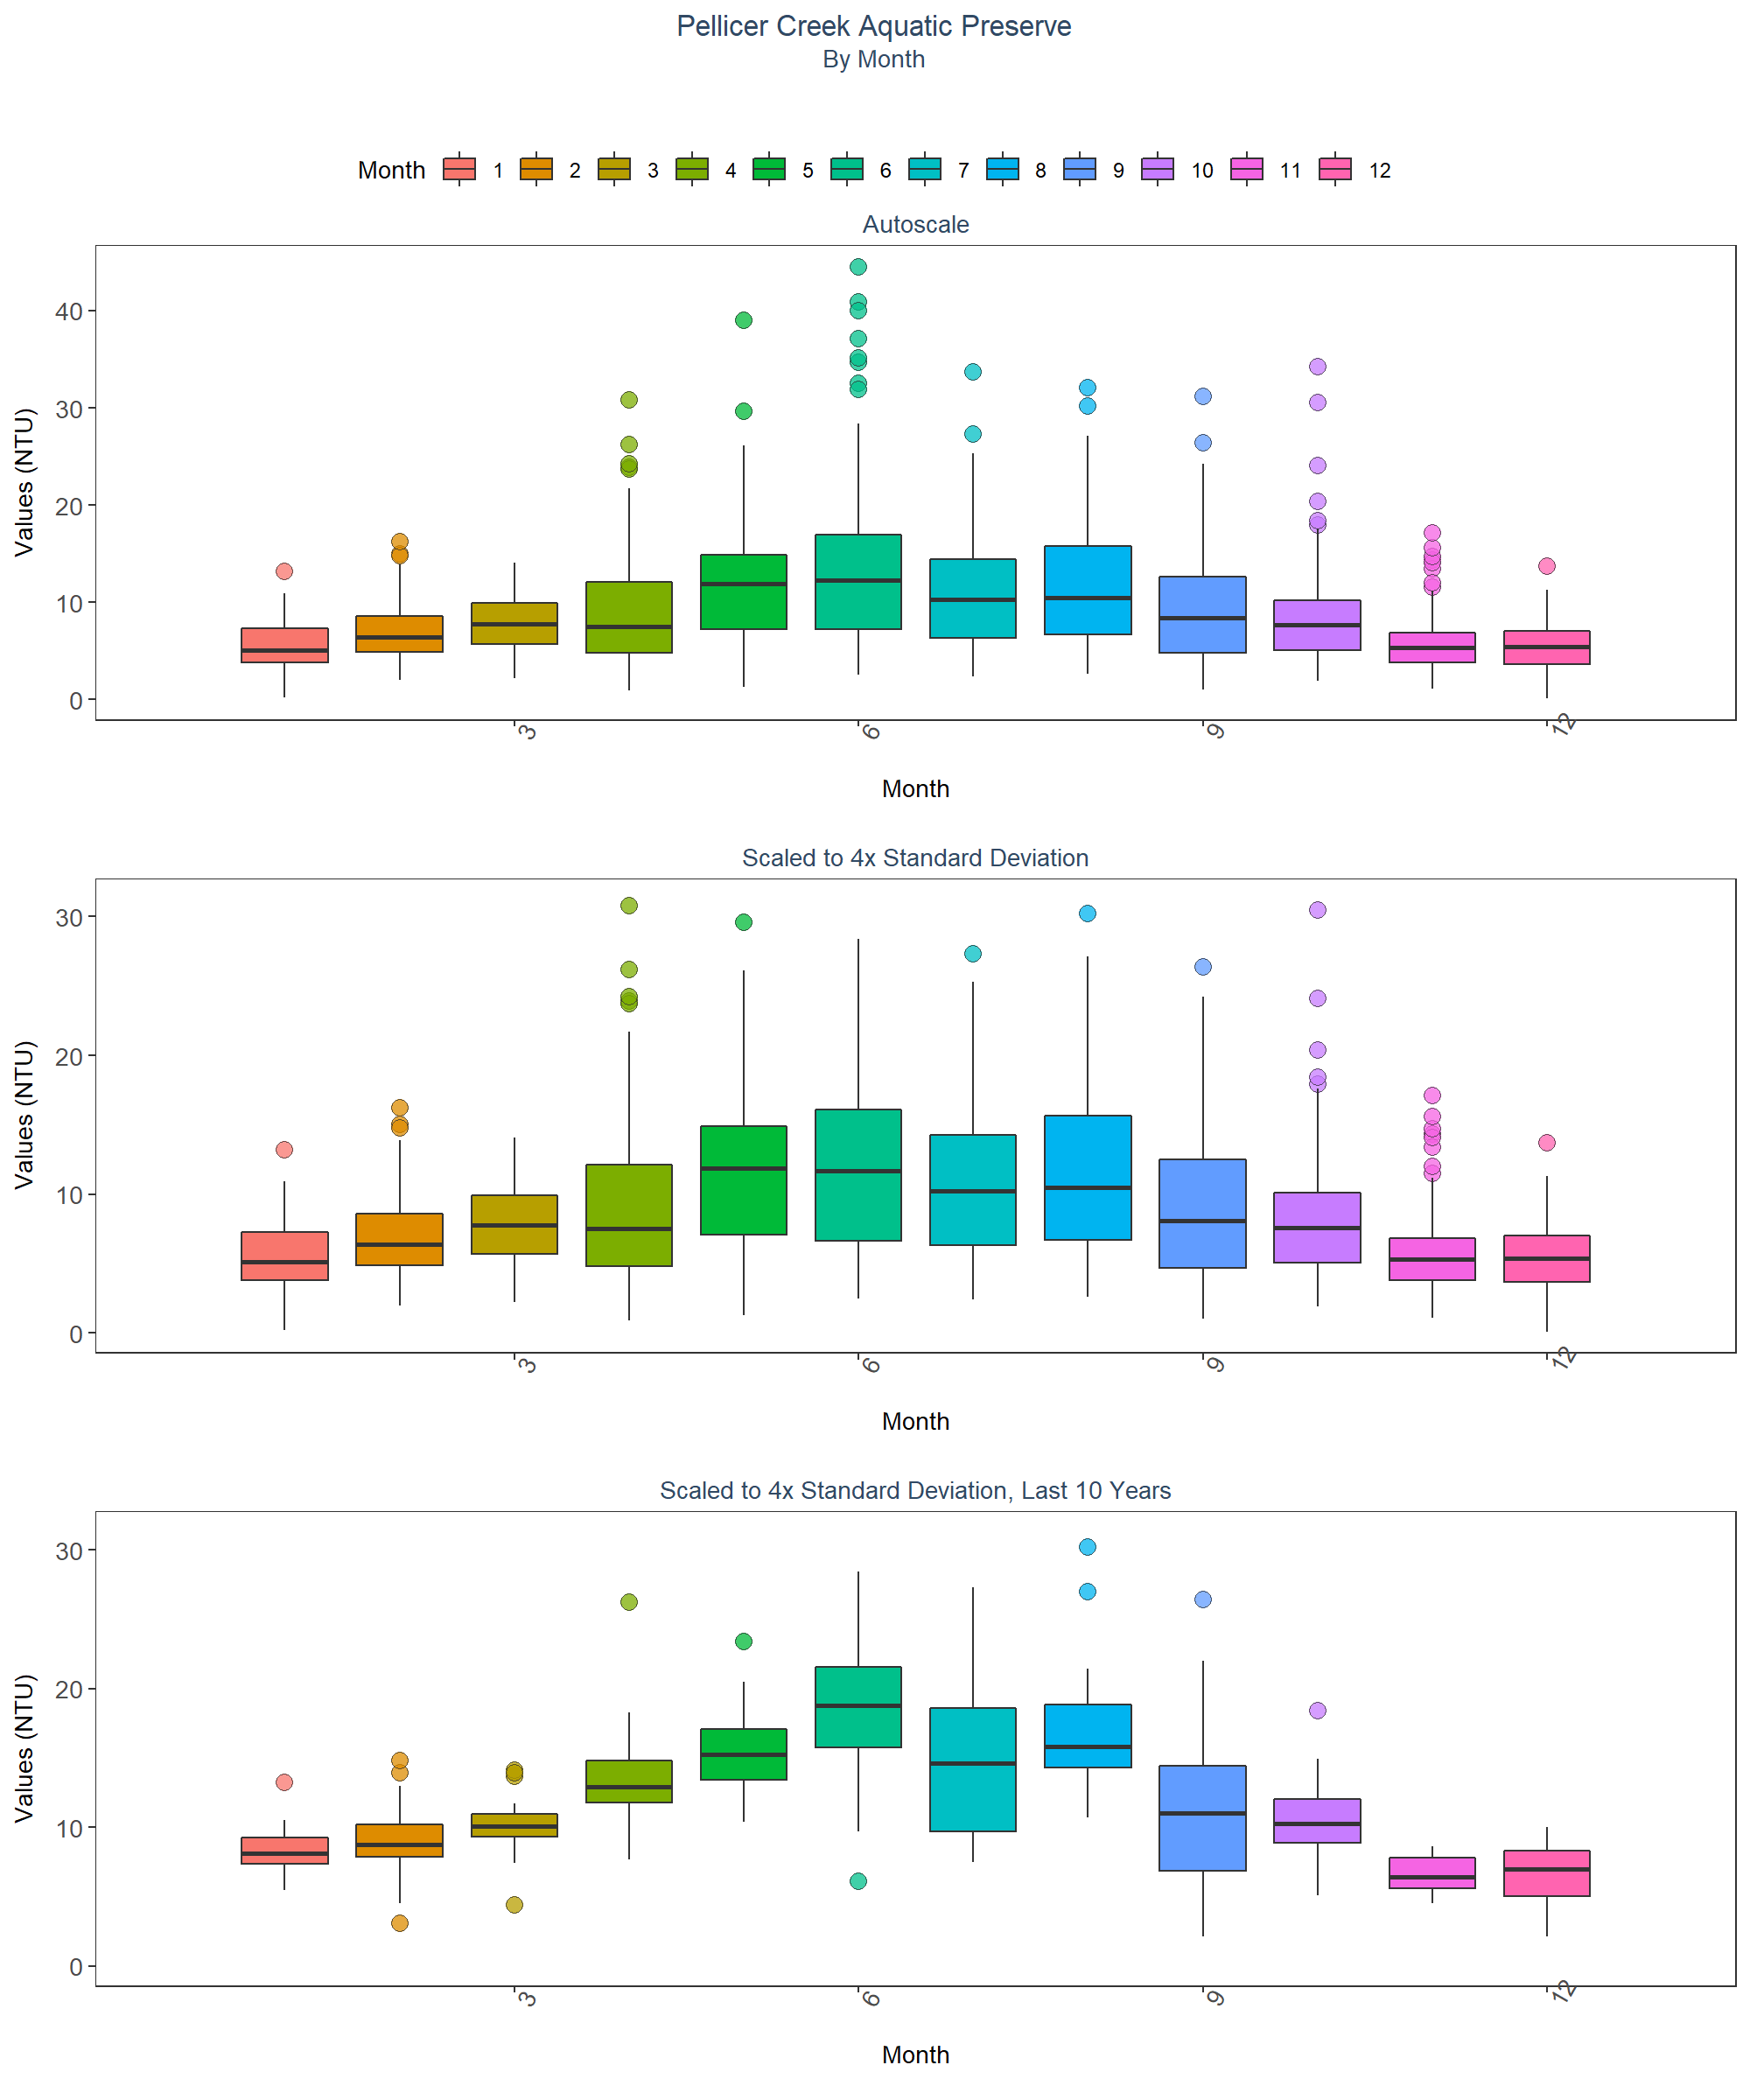 Pellicer Creek Aquatic Preserve
By Month
Month 1 2 3 4 5 6 7 8 9 10 11 12
Autoscale
Values (NTU)
40
30
20
10
0
3 6 9 12
Month
Scaled to 4x Standard Deviation
Values (NTU)
30
20
10
0
3 6 9 12
Month
Scaled to 4x Standard Deviation, Last 10 Years
Values (NTU)
30
20
10
0
3 6 9 12
Month